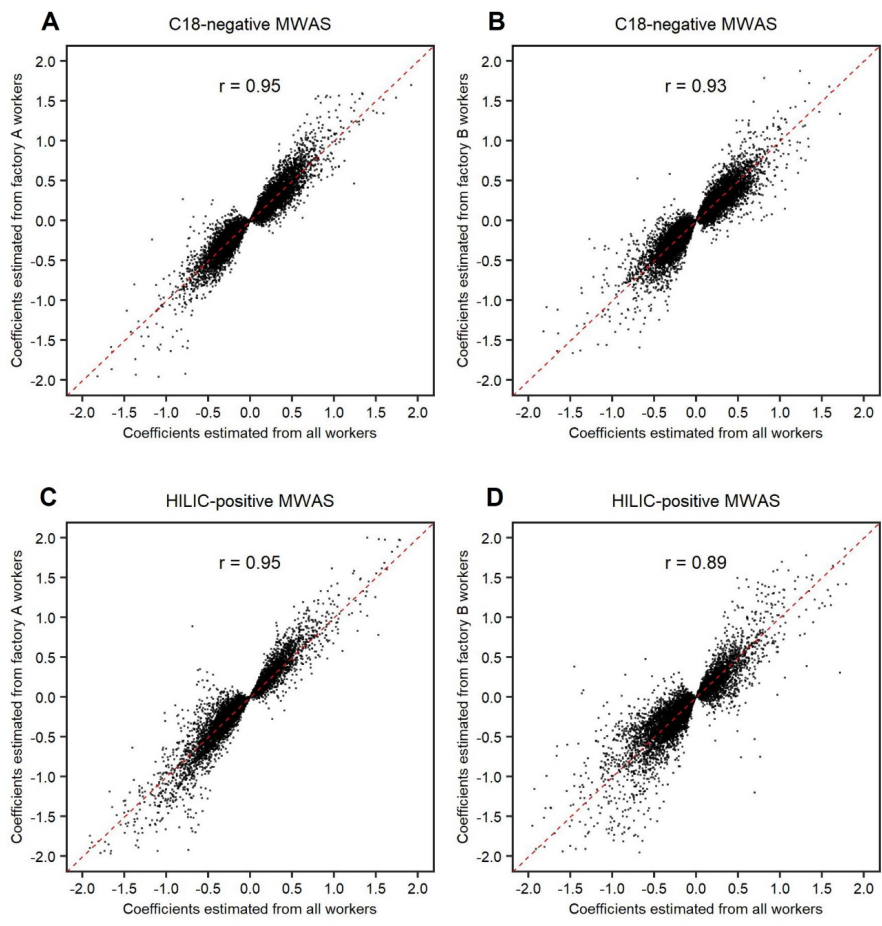 A
C18-negative MWAS
r = 0.95
Coefficients estimated from factory A workers
2.0
1.5
1.0
0.5
0.0
-0.5
-1.0
-1.5
-2.0
-2.0 -1.5 -1.0 -0.5 0.0 0.5 1.0 1.5 2.0
Coefficients estimated from all workers
B
C18-negative MWAS
r = 0.93
Coefficients estimated from factory B workers
2.0
1.5
1.0
0.5
0.0
-0.5
-1.0
-1.5
-2.0
-2.0 -1.5 -1.0 -0.5 0.0 0.5 1.0 1.5 2.0
Coefficients estimated from all workers
C
HILIC-positive MWAS
r = 0.95
Coefficients estimated from factory A workers
2.0
1.5
1.0
0.5
0.0
-0.5
-1.0
-1.5
-2.0
-2.0 -1.5 -1.0 -0.5 0.0 0.5 1.0 1.5 2.0
Coefficients estimated from all workers
D
HILIC-positive MWAS
r = 0.89
Coefficients estimated from factory B workers
2.0
1.5
1.0
0.5
0.0
-0.5
-1.0
-1.5
-2.0
-2.0 -1.5 -1.0 -0.5 0.0 0.5 1.0 1.5 2.0
Coefficients estimated from all workers